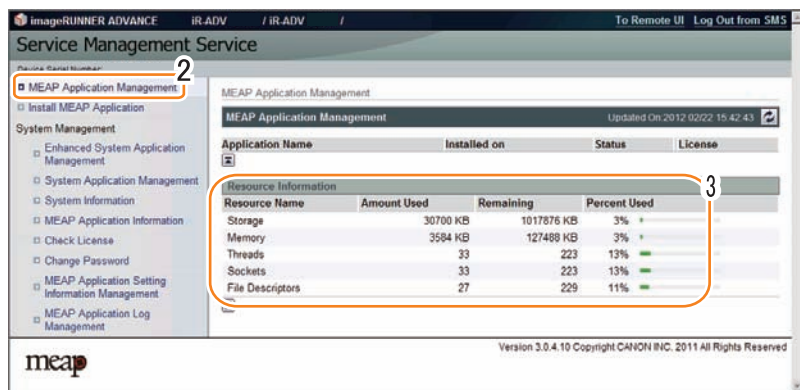 imageRUNNER ADVANCE iR-ADV / iR-ADV / To Remote UI Log Out from SMS
Service Management Service
Device Serial Number:
2
MEAP Application Management
Install MEAP Application
System Management
Enhanced System Application
Management
System Application Management
System Information
MEAP Application Information
Check License
Change Password
MEAP Application Setting
Information Management
MEAP Application Log
Management
MEAP Application Management
MEAP Application Management Updated On:2012 02/22 15:42:43
Application Name Installed on Status License
3
Resource Information
Resource Name Amount Used Remaining Percent Used
Storage 30700 KB 1017876 KB 3%
Memory 3584 KB 127488 KB 3%
Threads 33 223 13%
Sockets 33 223 13%
File Descriptors 27 229 11%
meap
Version 3.0.4.10 Copyright CANON INC. 2011 All Rights Reserved